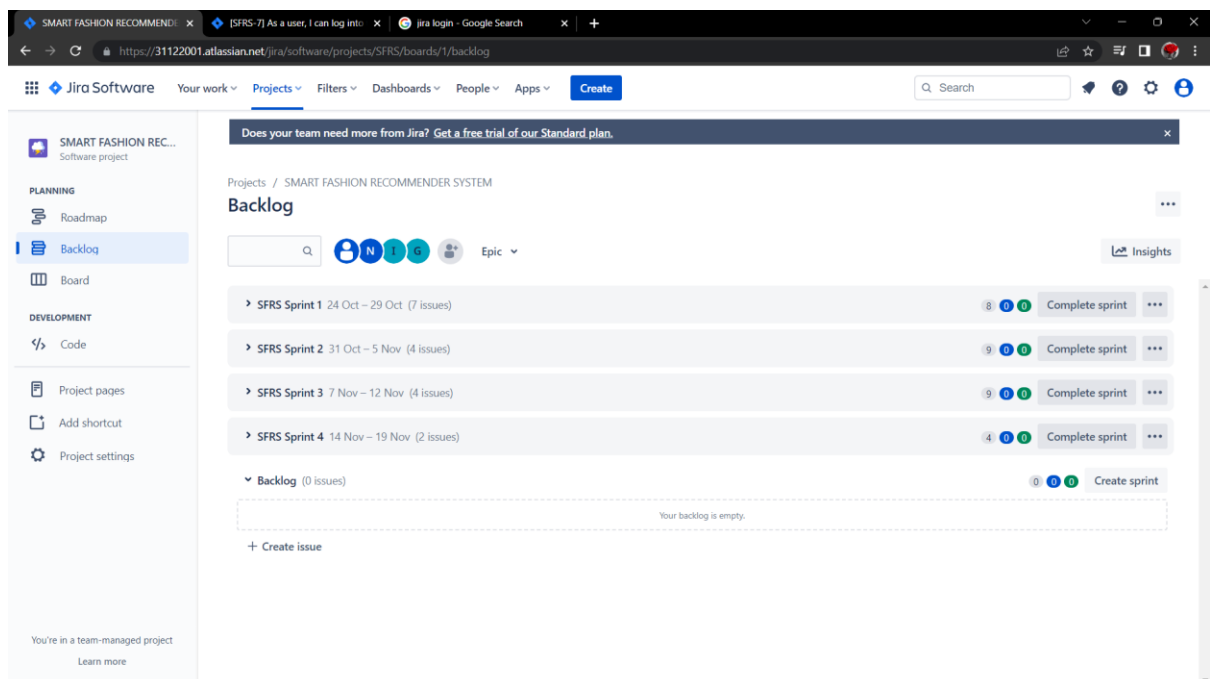 SMART FASHION RECOMMENDE
[SFRS-7] As a user, I can log into
jira login - Google Search
https://31122001.atlassian.net/jira/software/projects/SFRS/boards/1/backlog
Jira Software Your work Projects Filters Dashboards People Apps Create Search
Does your team need more from Jira? Get a free trial of our Standard plan.
SMART FASHION REC...
Software project
PLANNING
Roadmap
Backlog
Board
DEVELOPMENT
Code
Project pages
Add shortcut
Project settings
You're in a team-managed project
Learn more
Projects / SMART FASHION RECOMMENDER SYSTEM
Backlog
N I G Epic Insights
SFRS Sprint 1 24 Oct – 29 Oct (7 issues) 8 0 0 Complete sprint
SFRS Sprint 2 31 Oct – 5 Nov (4 issues) 9 0 0 Complete sprint
SFRS Sprint 3 7 Nov – 12 Nov (4 issues) 9 0 0 Complete sprint
SFRS Sprint 4 14 Nov – 19 Nov (2 issues) 4 0 0 Complete sprint
Backlog (0 issues) 0 0 0 Create sprint
Your backlog is empty.
+ Create issue